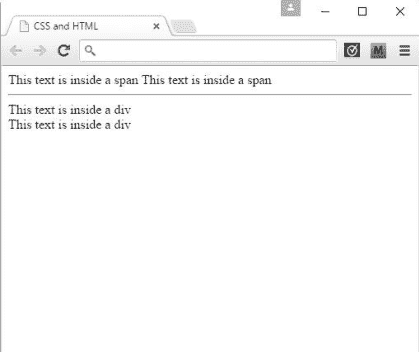 CSS and HTML
This text is inside a span This text is inside a span
This text is inside a div
This text is inside a div